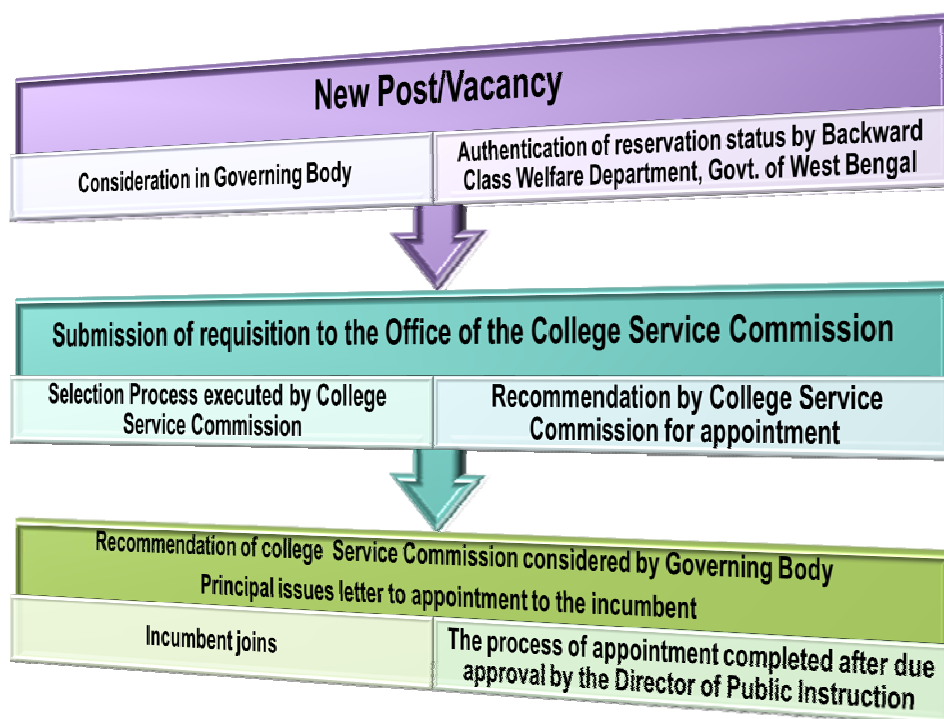 New Post/Vacancy
Consideration in Governing Body
Authentication of reservation status by Backward
Class Welfare Department, Govt. of West Bengal
Submission of requisition to the Office of the College Service Commission
Selection Process executed by College
Service Commission
Recommendation by College Service
Commission for appointment
Recommendation of college Service Commission considered by Governing Body
Principal issues letter to appointment to the incumbent
Incumbent joins
The process of appointment completed after due
approval by the Director of Public Instruction